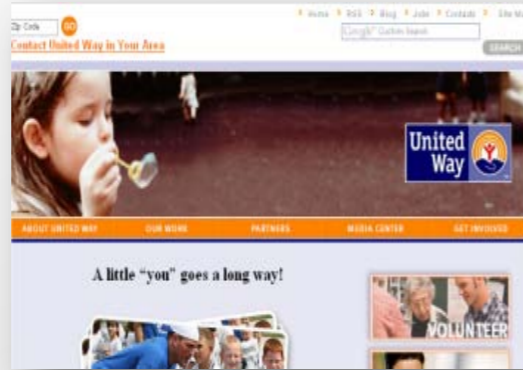 Home RSS Blog Jobs Contacts Site M
Zip Code GO
Google Custom Search
Contact United Way in Your Area
SEARCH
United
Way
ABOUT UNITED WAY OUR WORK PARTNERS MEDIA CENTER GET INVOLVED
A little “you” goes a long way!
VOLUNTEER